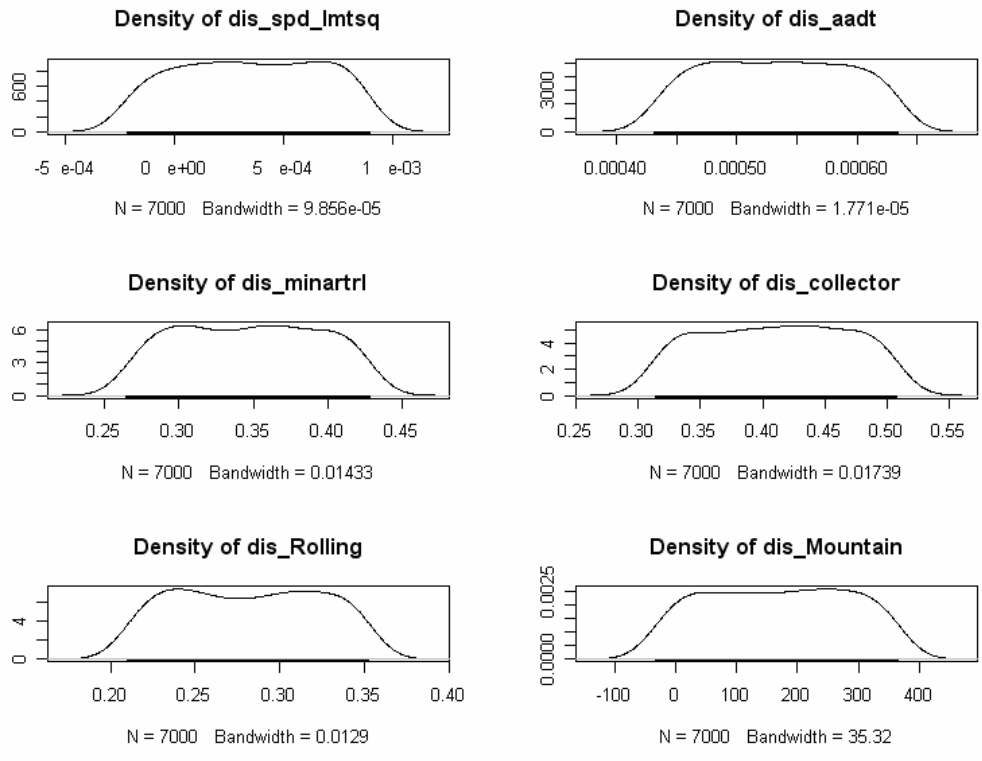 Density of dis_spd_lmtsq
0 600
-5 e-04 0 e+00 5 e-04 1 e-03
N = 7000 Bandwidth = 9.856e-05
Density of dis_aadt
0 3000
0.00040 0.00050 0.00060
N = 7000 Bandwidth = 1.771e-05
Density of dis_minartrl
0 3 6
0.25 0.30 0.35 0.40 0.45
N = 7000 Bandwidth = 0.01433
Density of dis_collector
0 2 4
0.25 0.30 0.35 0.40 0.45 0.50 0.55
N = 7000 Bandwidth = 0.01739
Density of dis_Rolling
0 4
0.20 0.25 0.30 0.35 0.40
N = 7000 Bandwidth = 0.0129
Density of dis_Mountain
0.0000 0.0025
-100 0 100 200 300 400
N = 7000 Bandwidth = 35.32